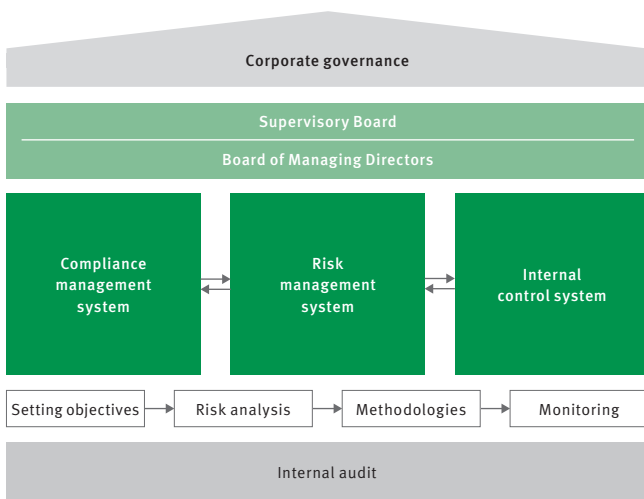 Corporate governance
Supervisory Board
Board of Managing Directors
Compliance
management
system
Risk
management
system
Internal
control system
Setting objectives
Risk analysis
Methodologies
Monitoring
Internal audit